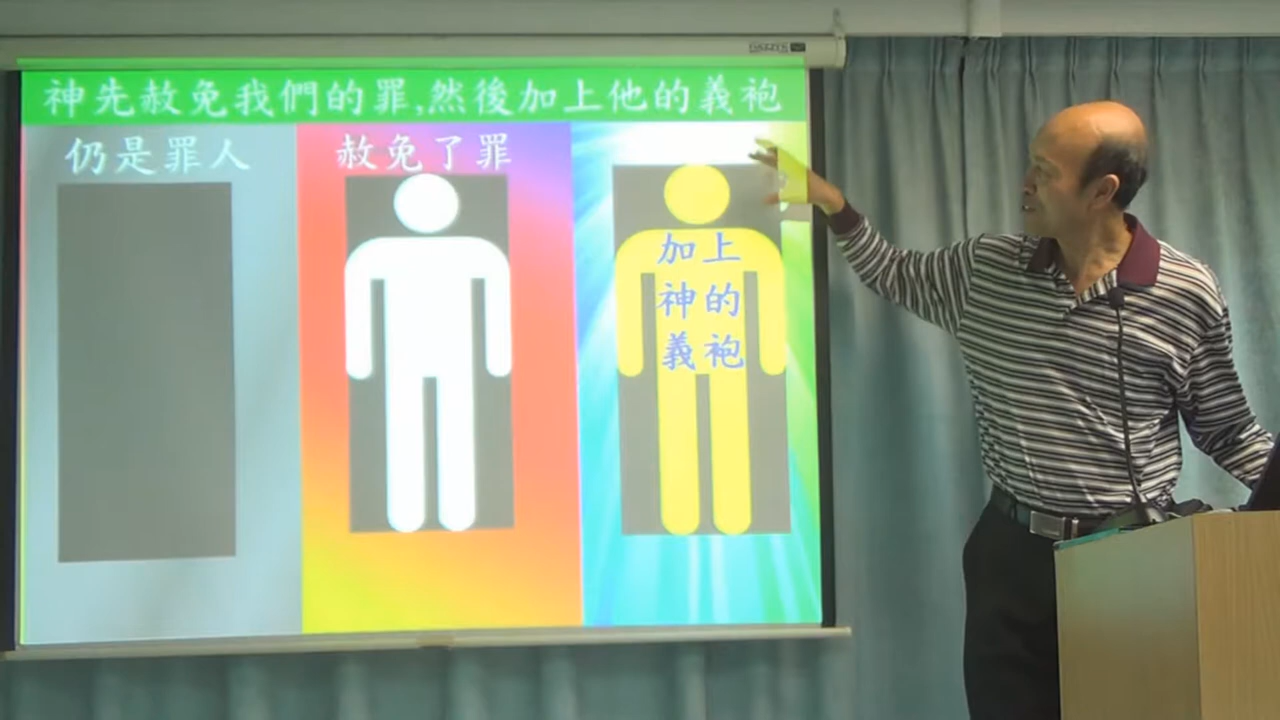 神先赦免我們的罪,然後加上他的義袍
仍是罪人
赦免了罪
加上
神的
義袍